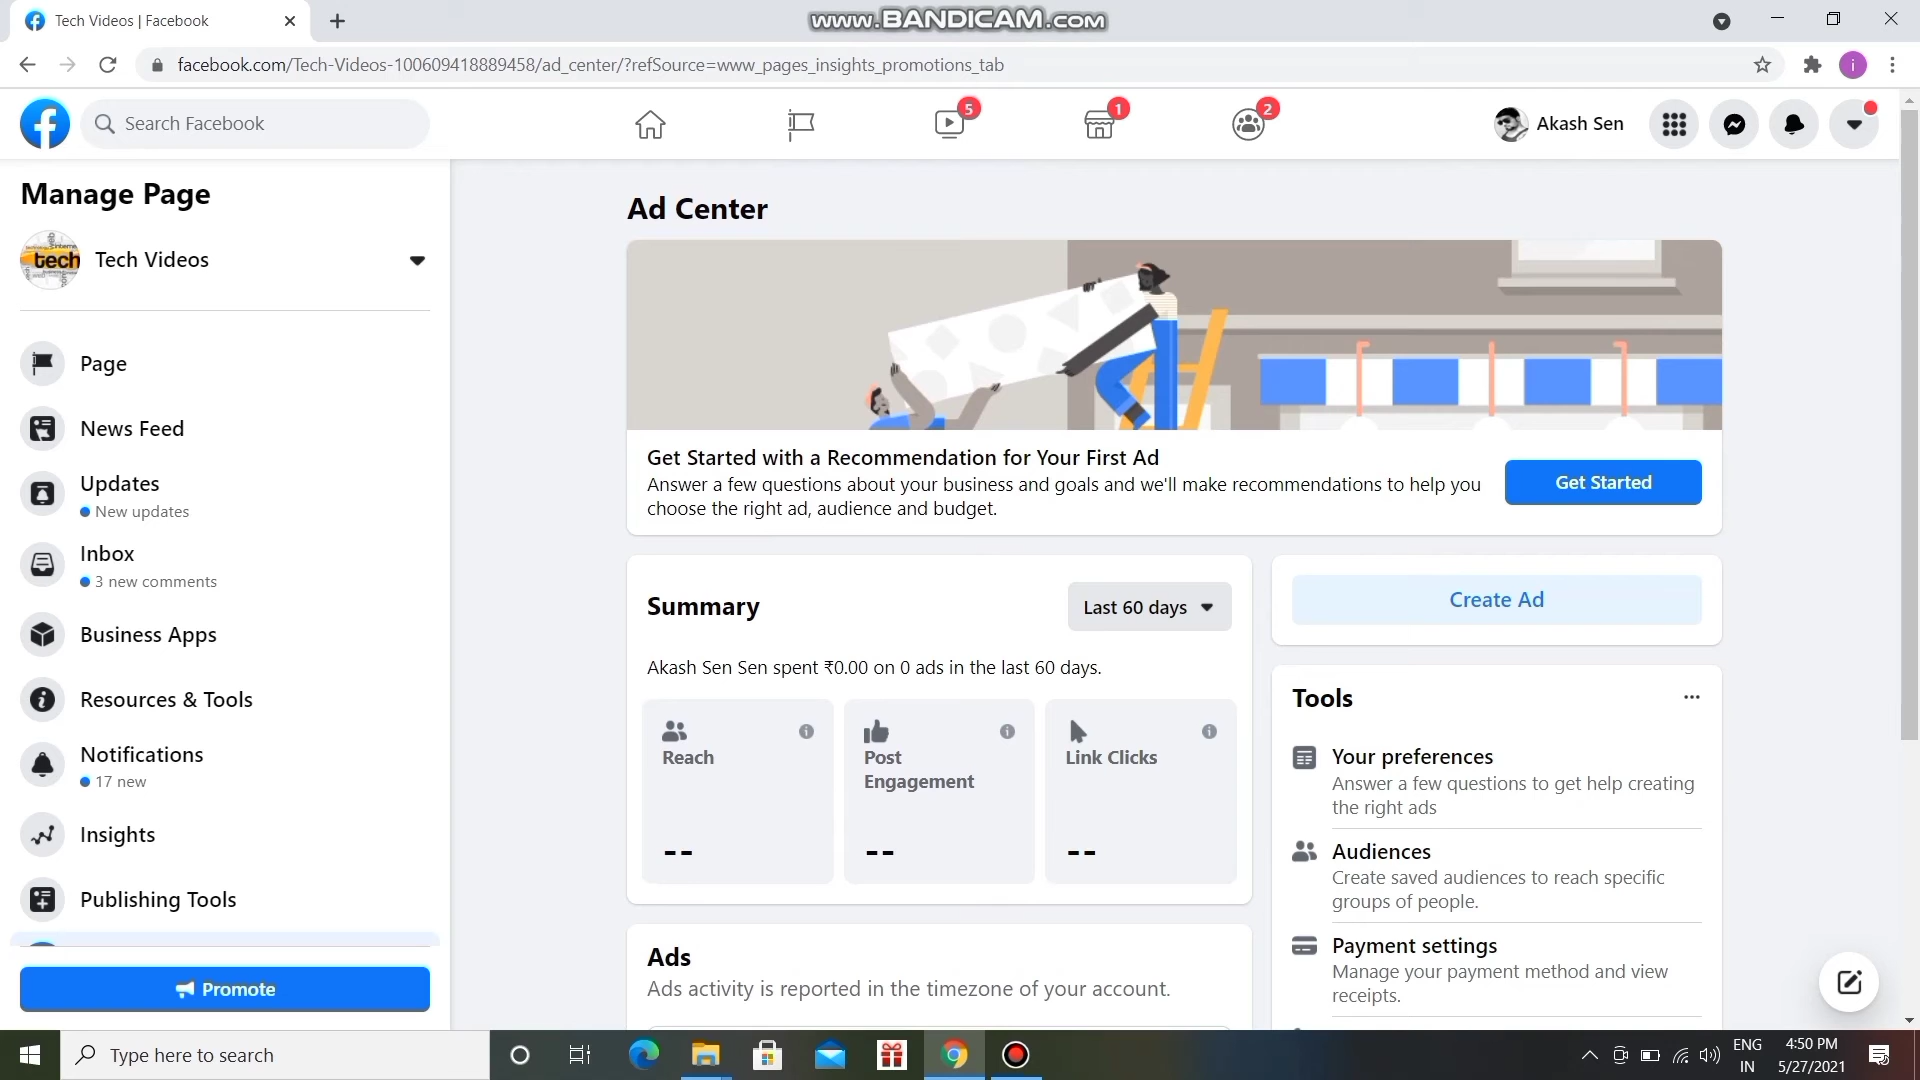 Tech Videos | Facebook
www.BANDICAM.com
facebook.com/Tech-Videos-100609418889458/ad_center/?refSource=www_pages_insights_promotions_tab
i
Search Facebook
5
1
2
Akash Sen
Manage Page
tech
Tech Videos
Page
News Feed
Updates
New updates
Inbox
3 new comments
Business Apps
Resources & Tools
Notifications
17 new
Insights
Publishing Tools
Promote
Ad Center
Get Started with a Recommendation for Your First Ad
Answer a few questions about your business and goals and we'll make recommendations to help you
choose the right ad, audience and budget.
Get Started
Summary
Last 60 days
Akash Sen Sen spent ₹0.00 on 0 ads in the last 60 days.
Reach
--
Post
Engagement
--
Link Clicks
--
Ads
Ads activity is reported in the timezone of your account.
Create Ad
Tools
Your preferences
Answer a few questions to get help creating
the right ads
Audiences
Create saved audiences to reach specific
groups of people.
Payment settings
Manage your payment method and view
receipts.
Type here to search
ENG
IN
4:50 PM
5/27/2021